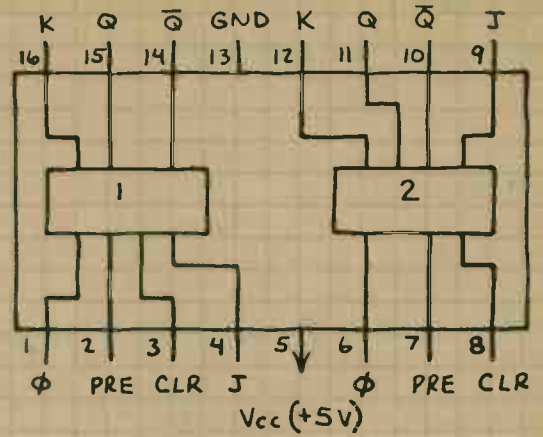 K Q Q̅ GND K Q Q̅ J
16 15 14 13 12 11 10 9
1 2
1 2 3 4 5 6 7 8
Φ PRE CLR J Φ PRE CLR
Vcc (+5V)